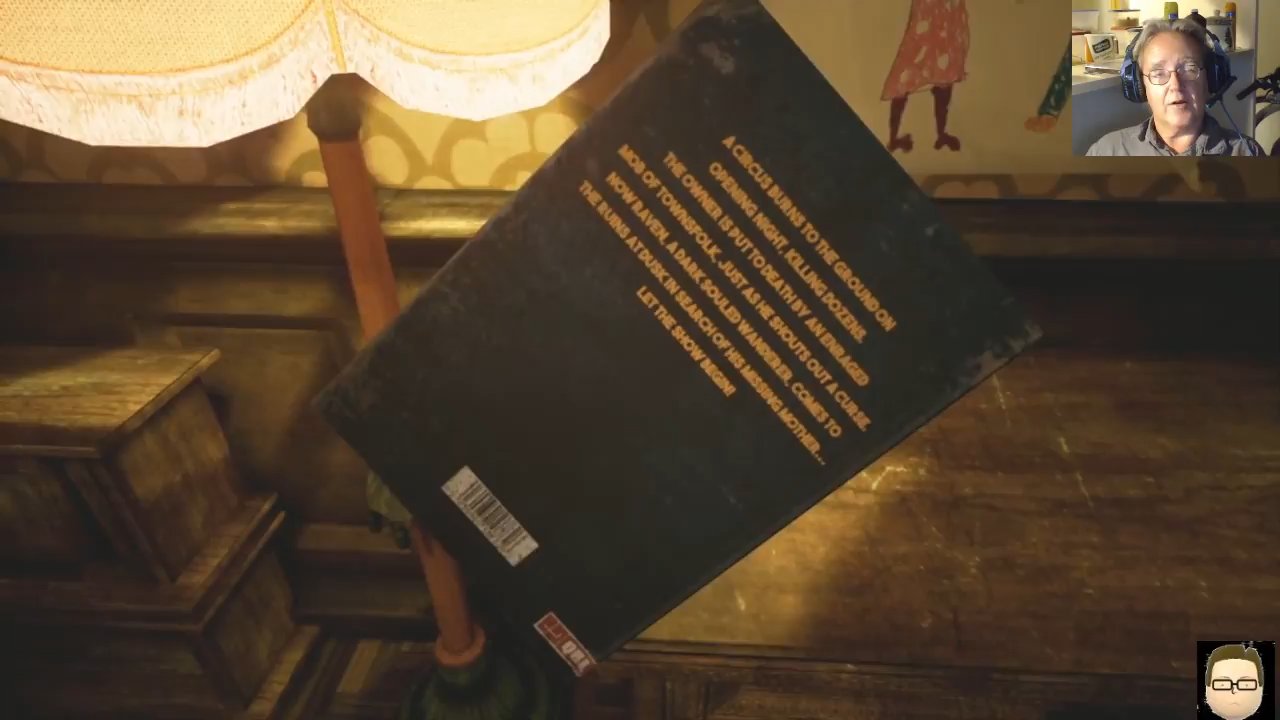 A CIRCUS BURNS TO THE GROUND ON
OPENING NIGHT, KILLING DOZENS.
THE OWNER IS PUT TO DEATH BY AN ENRAGED
MOB OF TOWNSFOLK, JUST AS HE SHOUTS OUT A CURSE.
NOW RAVEN, A DARK SOULED WANDERER, COMES TO
THE RUINS AT DUSK IN SEARCH OF HIS MISSING MOTHER...
LET THE SHOW BEGIN!